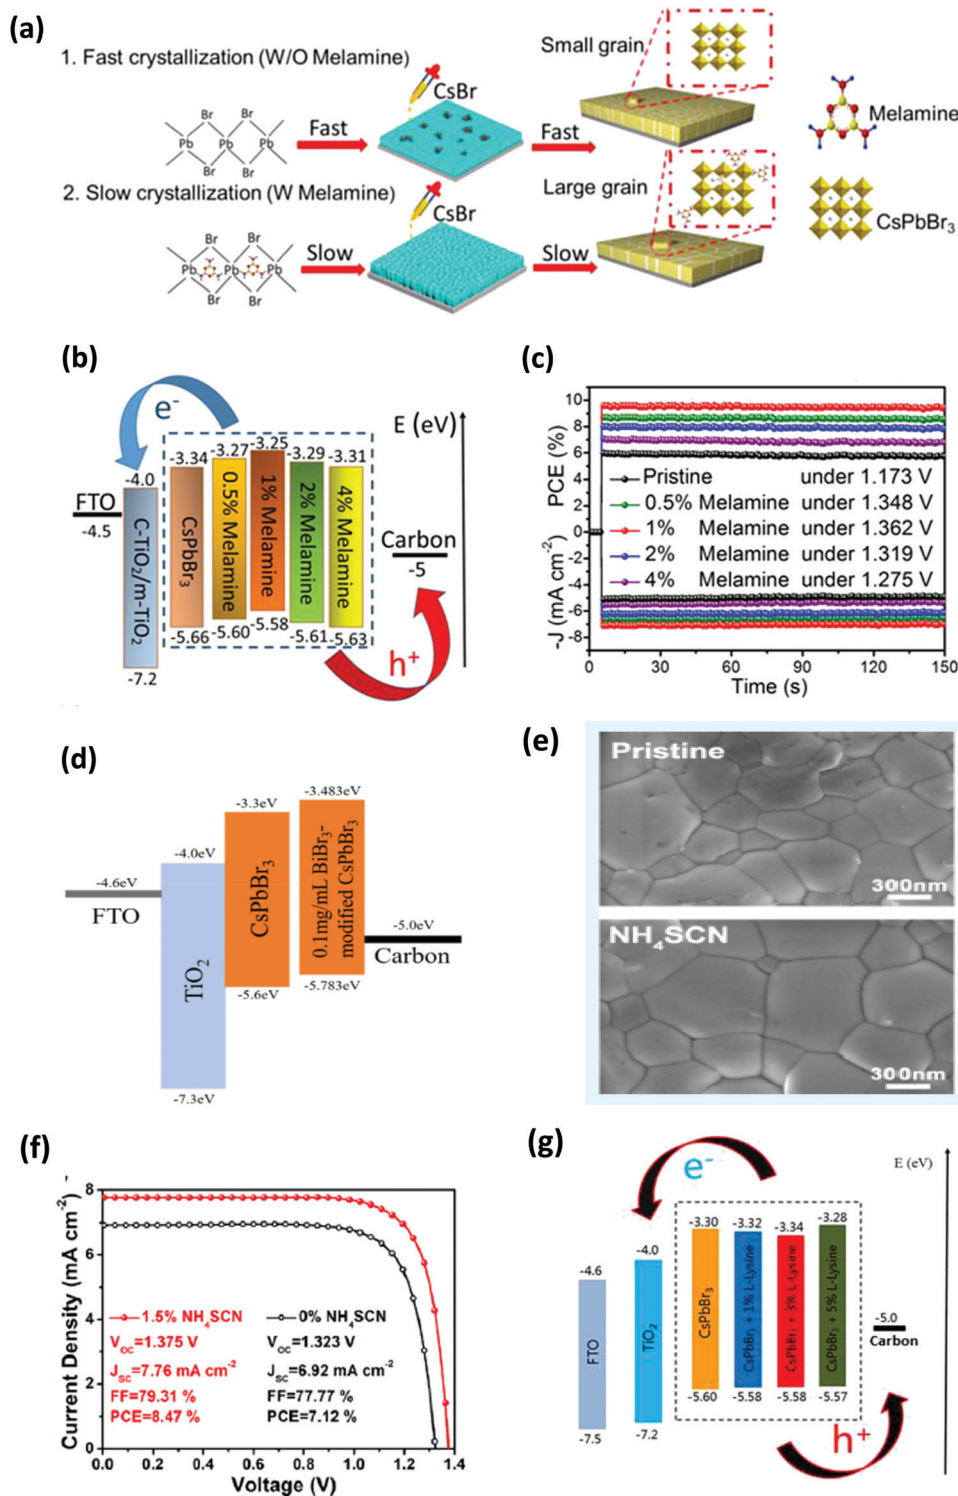 (a)
1. Fast crystallization (W/O Melamine)
Small grain
CsBr
Br Br
Pb Pb Pb
Br Br
Fast
Fast
Melamine
2. Slow crystallization (W Melamine)
Large grain
CsBr
Br Br
Pb Pb Pb
Br Br
Slow
Slow
CsPbBr3
(b)
e-
E (eV)
-4.0
-3.34
-3.27
-3.25
-3.29
-3.31
FTO
-4.5
C-TiO2/m-TiO2
CsPbBr3
0.5% Melamine
1% Melamine
2% Melamine
4% Melamine
Carbon
-5
-5.66
-5.60
-5.58
-5.61
-5.63
-7.2
h+
(c)
PCE (%)
-J (mA cm-2)
10
8
6
4
2
0
-2
-4
-6
-8
Pristine under 1.173 V
0.5% Melamine under 1.348 V
1% Melamine under 1.362 V
2% Melamine under 1.319 V
4% Melamine under 1.275 V
0 30 60 90 120 150
Time (s)
(d)
-3.483eV
-3.3eV
-4.0eV
-4.6eV
FTO
TiO2
CsPbBr3
0.1mg/mL BiBr3-
modified CsPbBr3
-5.0eV
Carbon
-5.6eV
-5.783eV
-7.3eV
(e)
Pristine
300nm
NH4SCN
300nm
(f)
Current Density (mA cm-2)
8
6
4
2
0
1.5% NH4SCN 0% NH4SCN
VOC=1.375 V VOC=1.323 V
JSC=7.76 mA cm-2 JSC=6.92 mA cm-2
FF=79.31 % FF=77.77 %
PCE=8.47 % PCE=7.12 %
0.0 0.2 0.4 0.6 0.8 1.0 1.2 1.4
Voltage (V)
(g)
e-
E (eV)
-4.6
-4.0
-3.30
-3.32
-3.34
-3.28
FTO
TiO2
CsPbBr3
CsPbBr3 + 1% L-Lysine
CsPbBr3 + 3% L-Lysine
CsPbBr3 + 5% L-Lysine
-5.0
Carbon
-5.60
-5.58
-5.58
-5.57
-7.5
-7.2
h+